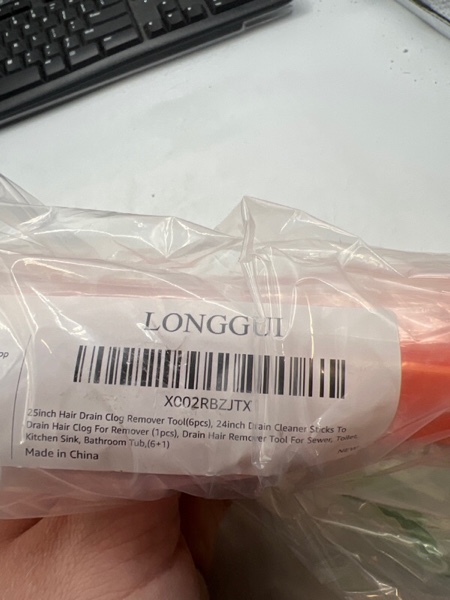 LONGGUI
X002RBZJTX
25inch Hair Drain Clog Remover Tool(6pcs), 24inch Drain Cleaner Sticks To
Drain Hair Clog For Remover (1pcs), Drain Hair Remover Tool For Sewer, Toilet,
Kitchen Sink, Bathroom Tub,(6+1)
Made in China